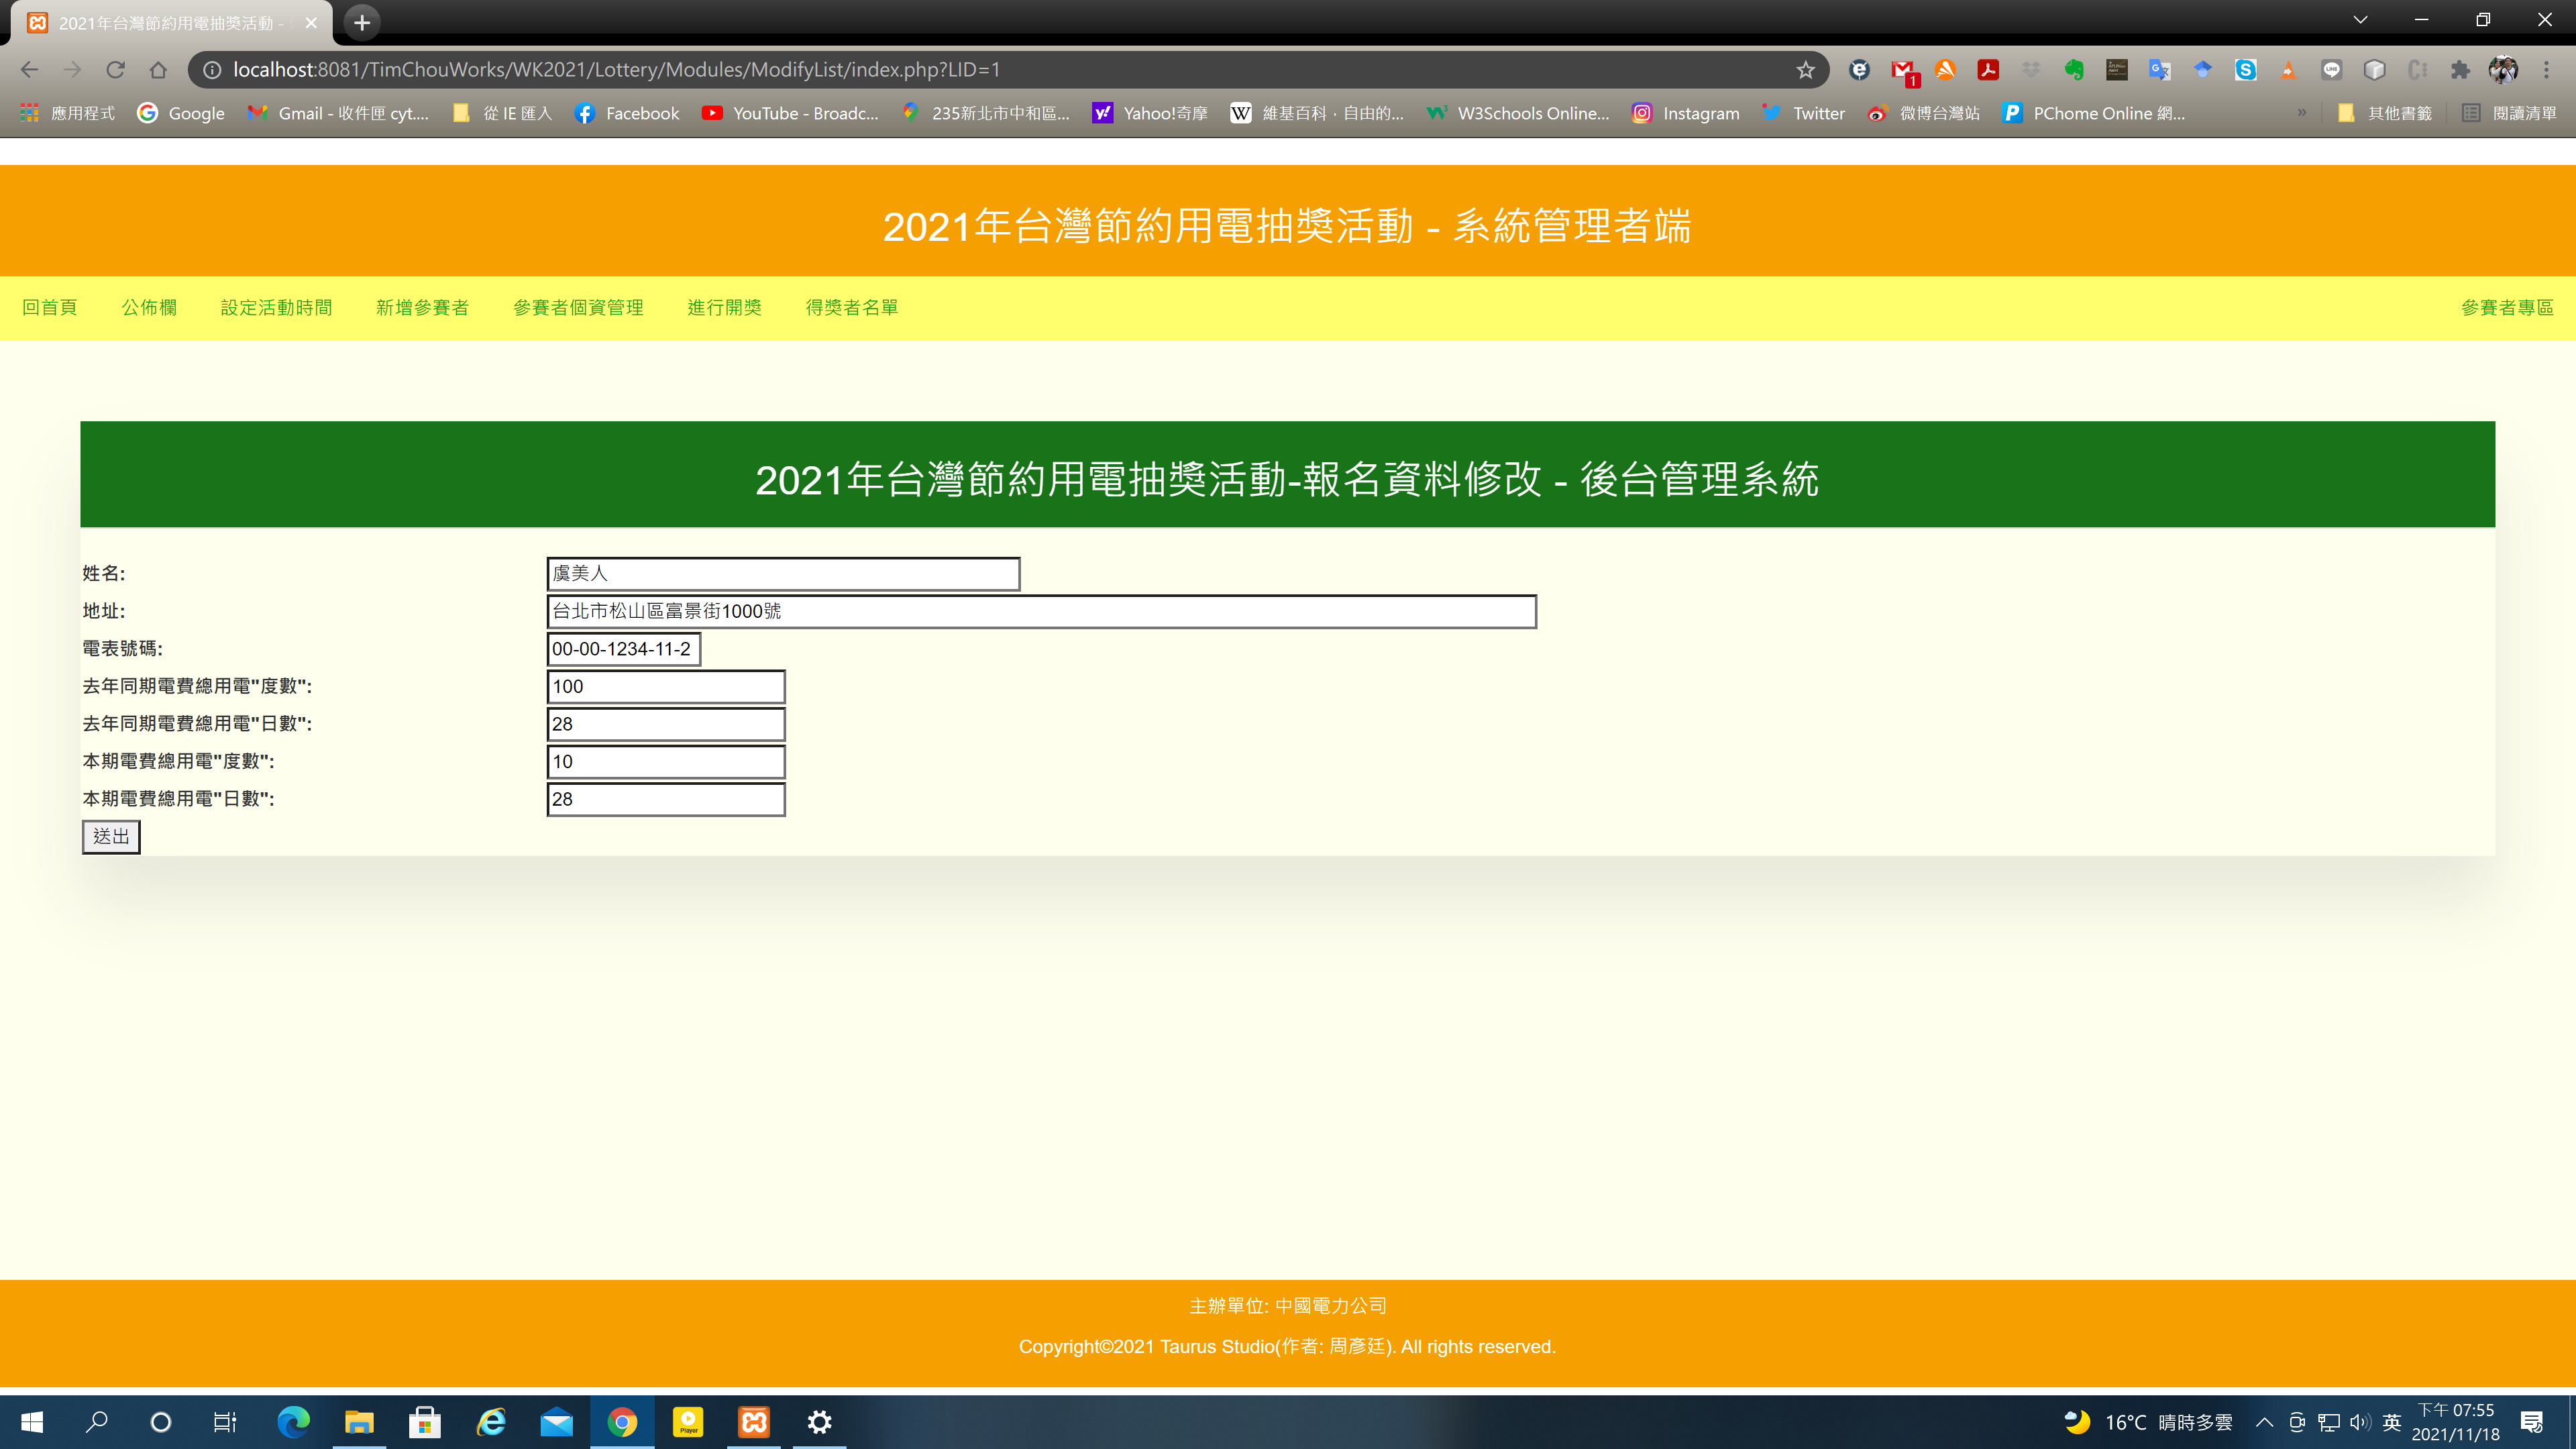 2021年台灣節約用電抽獎活動 -
localhost:8081/TimChouWorks/WK2021/Lottery/Modules/ModifyList/index.php?LID=1
1
應用程式 Google Gmail - 收件匣 cyt.... 從 IE 匯入 Facebook YouTube - Broadc... 235新北市中和區... Yahoo!奇摩 維基百科，自由的... W3Schools Online... Instagram Twitter 微博台灣站 PChome Online 網... » 其他書籤 閱讀清單
2021年台灣節約用電抽獎活動 - 系統管理者端
回首頁 公佈欄 設定活動時間 新增參賽者 參賽者個資管理 進行開獎 得獎者名單 參賽者專區
2021年台灣節約用電抽獎活動-報名資料修改 - 後台管理系統
姓名: 虞美人
地址: 台北市松山區富景街1000號
電表號碼: 00-00-1234-11-2
去年同期電費總用電"度數": 100
去年同期電費總用電"日數": 28
本期電費總用電"度數": 10
本期電費總用電"日數": 28
送出
主辦單位: 中國電力公司
Copyright©2021 Taurus Studio(作者: 周彥廷). All rights reserved.
Player
16°C 晴時多雲 英 下午 07:55
2021/11/18